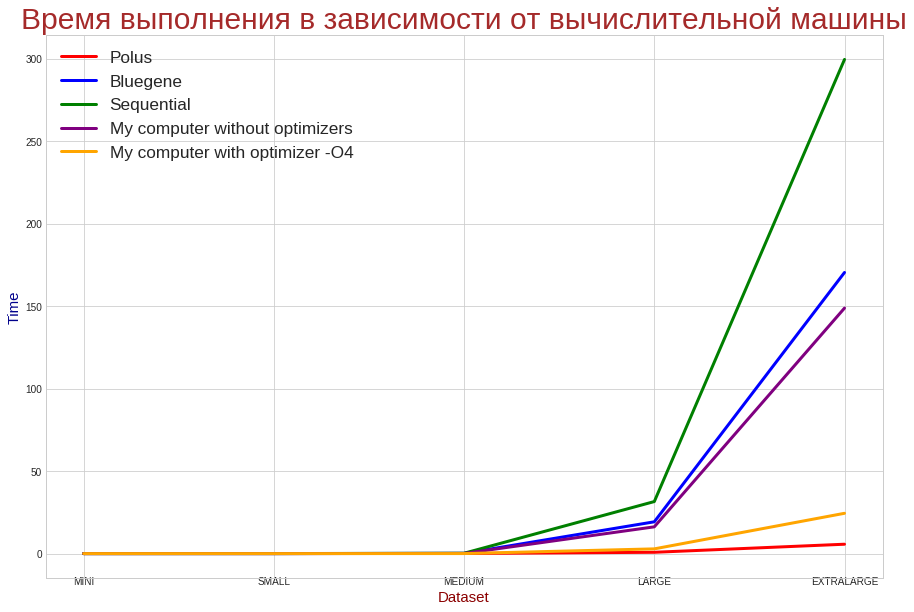 Время выполнения в зависимости от вычислительной машины
Polus
Bluegene
Sequential
My computer without optimizers
My computer with optimizer -O4
300
250
200
150
100
50
0
Time
MINI
SMALL
MEDIUM
LARGE
EXTRALARGE
Dataset